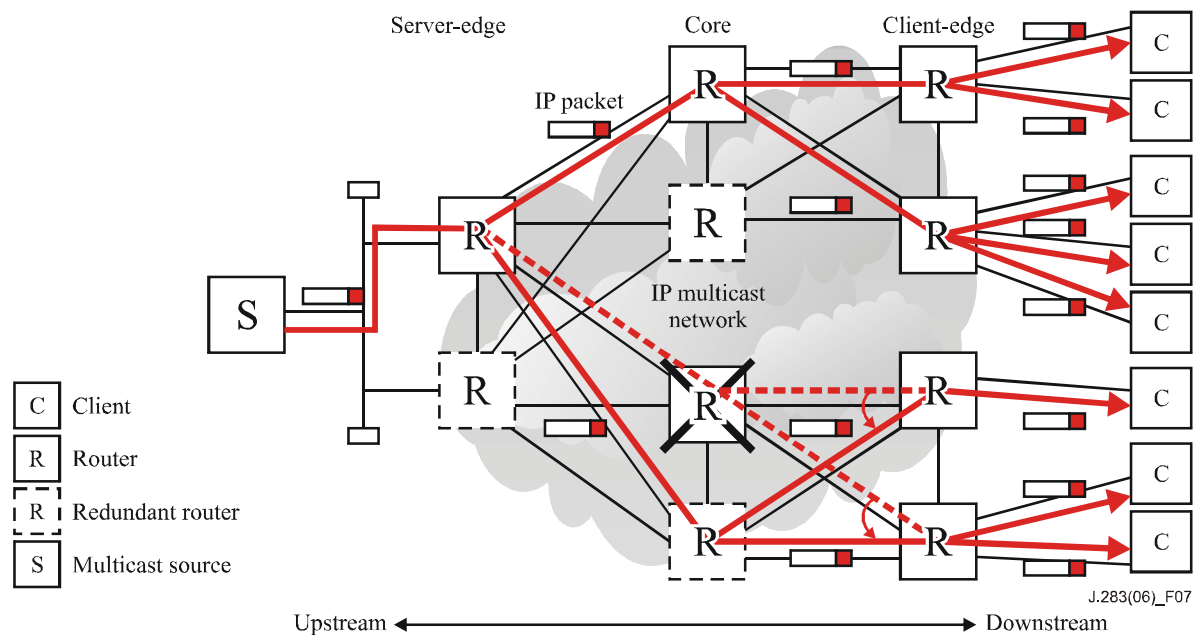 Server-edge
Core
Client-edge
IP packet
R
R
C
C
R
R
R
C
C
C
S
IP multicast
network
R
R
R
C
R
R
C
C
C Client
R Router
R Redundant router
S Multicast source
J.283(06)_F07
Upstream
Downstream